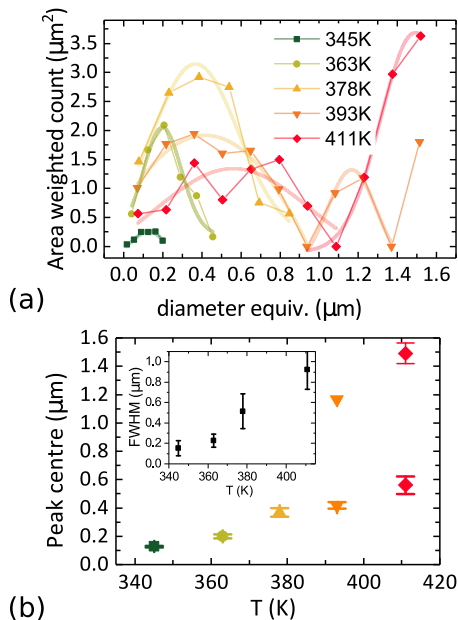 Area weighted count (μm²)
3.5
3.0
2.5
2.0
1.5
1.0
0.5
0.0
345K
363K
378K
393K
411K
0.0 0.2 0.4 0.6 0.8 1.0 1.2 1.4 1.6
diameter equiv. (μm)
(a)
Peak centre (μm)
1.6
1.4
1.2
1.0
0.8
0.6
0.4
0.2
0.0
FWHM (μm)
1.0
0.8
0.6
0.4
0.2
0.0
340 360 380 400
T (K)
340 360 380 400 420
T (K)
(b)